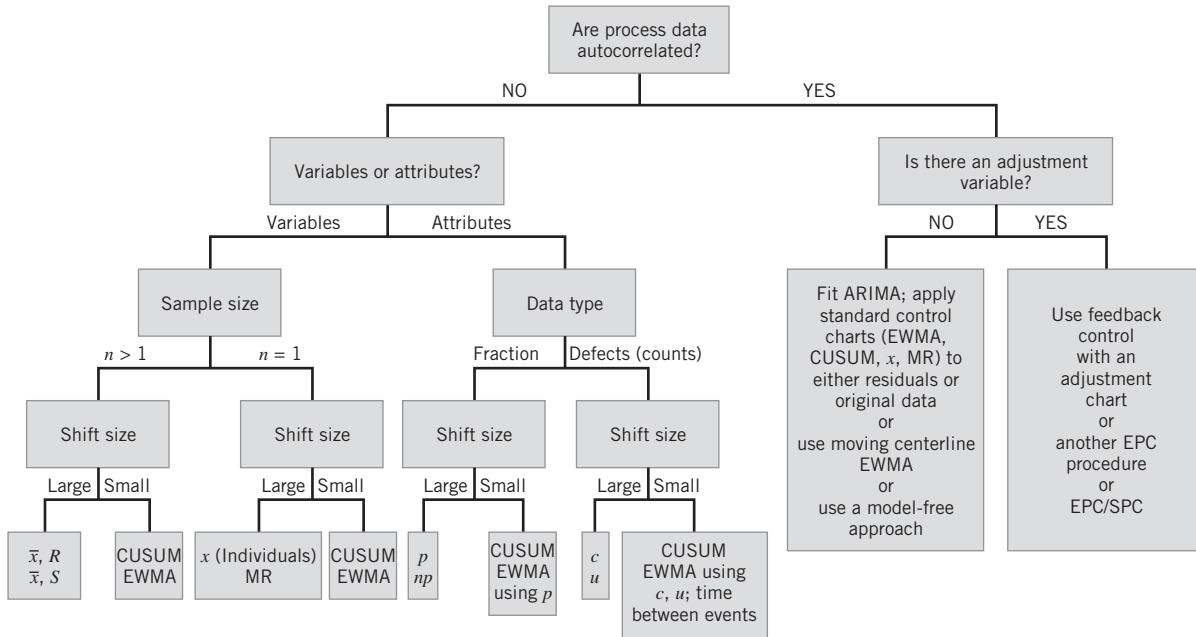 Are process data
autocorrelated?
NO
YES
Variables or attributes?
Is there an adjustment
variable?
Variables
Attributes
NO
YES
Sample size
Data type
Fit ARIMA; apply
standard control
charts (EWMA,
CUSUM, x, MR) to
either residuals or
original data
or
use moving centerline
EWMA
or
use a model-free
approach
Use feedback
control
with an
adjustment
chart
or
another EPC
procedure
or
EPC/SPC
n > 1
n = 1
Fraction
Defects (counts)
Shift size
Shift size
Shift size
Shift size
Large
Small
Large
Small
Large
Small
Large
Small
x̅, R
x̅, S
CUSUM
EWMA
x (Individuals)
MR
CUSUM
EWMA
p
np
CUSUM
EWMA
using p
c
u
CUSUM
EWMA using
c, u; time
between events